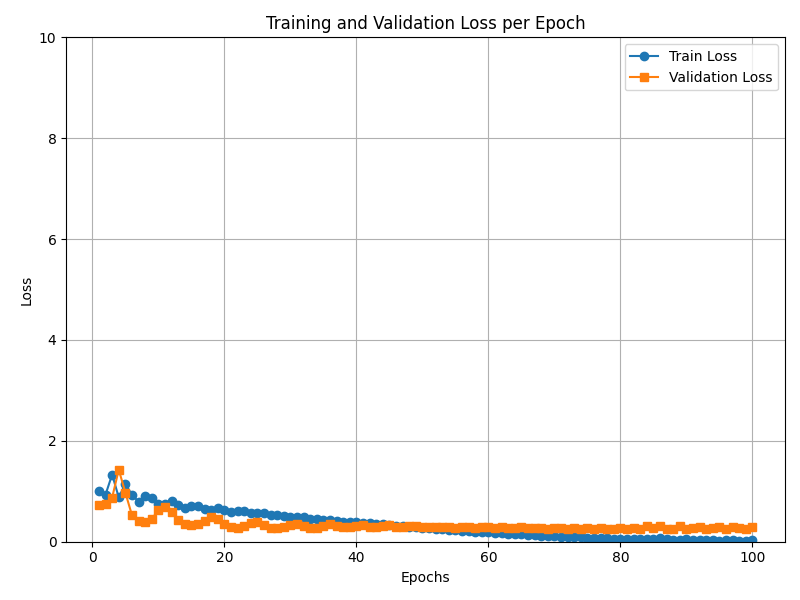 Training and Validation Loss per Epoch
Train Loss
Validation Loss
Loss
10
8
6
4
2
0
0 20 40 60 80 100
Epochs